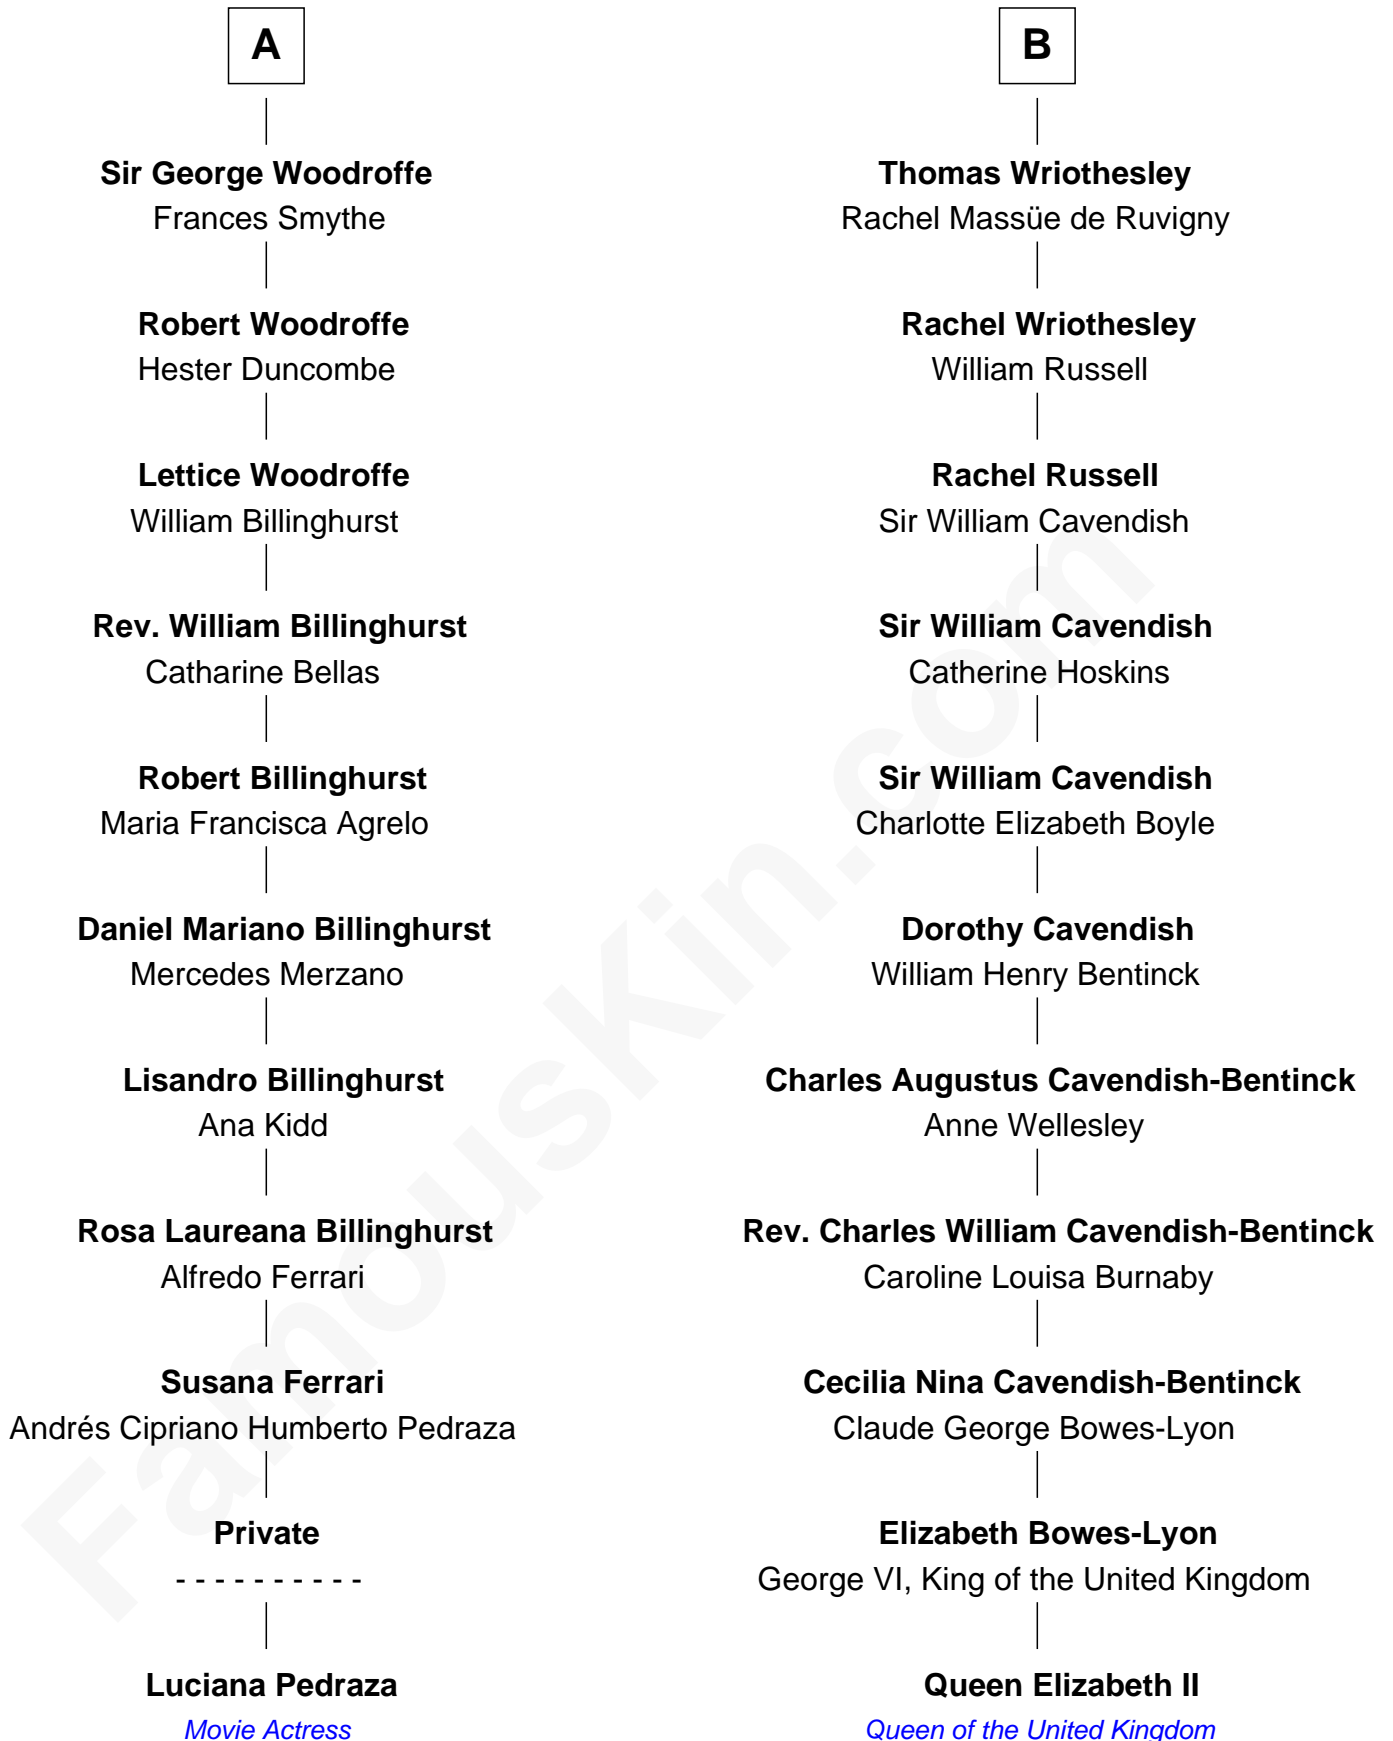 A
Sir George Woodroffe
Frances Smythe
Robert Woodroffe
Hester Duncombe
Lettice Woodroffe
William Billinghurst
Rev. William Billinghurst
Catharine Bellas
Robert Billinghurst
Maria Francisca Agrelo
Daniel Mariano Billinghurst
Mercedes Merzano
Lisandro Billinghurst
Ana Kidd
Rosa Laureana Billinghurst
Alfredo Ferrari
Susana Ferrari
Andrés Cipriano Humberto Pedraza
Private
- - - - - - - - - -
Luciana Pedraza
Movie Actress
B
Thomas Wriothesley
Rachel Massüe de Ruvigny
Rachel Wriothesley
William Russell
Rachel Russell
Sir William Cavendish
Sir William Cavendish
Catherine Hoskins
Sir William Cavendish
Charlotte Elizabeth Boyle
Dorothy Cavendish
William Henry Bentinck
Charles Augustus Cavendish-Bentinck
Anne Wellesley
Rev. Charles William Cavendish-Bentinck
Caroline Louisa Burnaby
Cecilia Nina Cavendish-Bentinck
Claude George Bowes-Lyon
Elizabeth Bowes-Lyon
George VI, King of the United Kingdom
Queen Elizabeth II
Queen of the United Kingdom
FamousKin.com